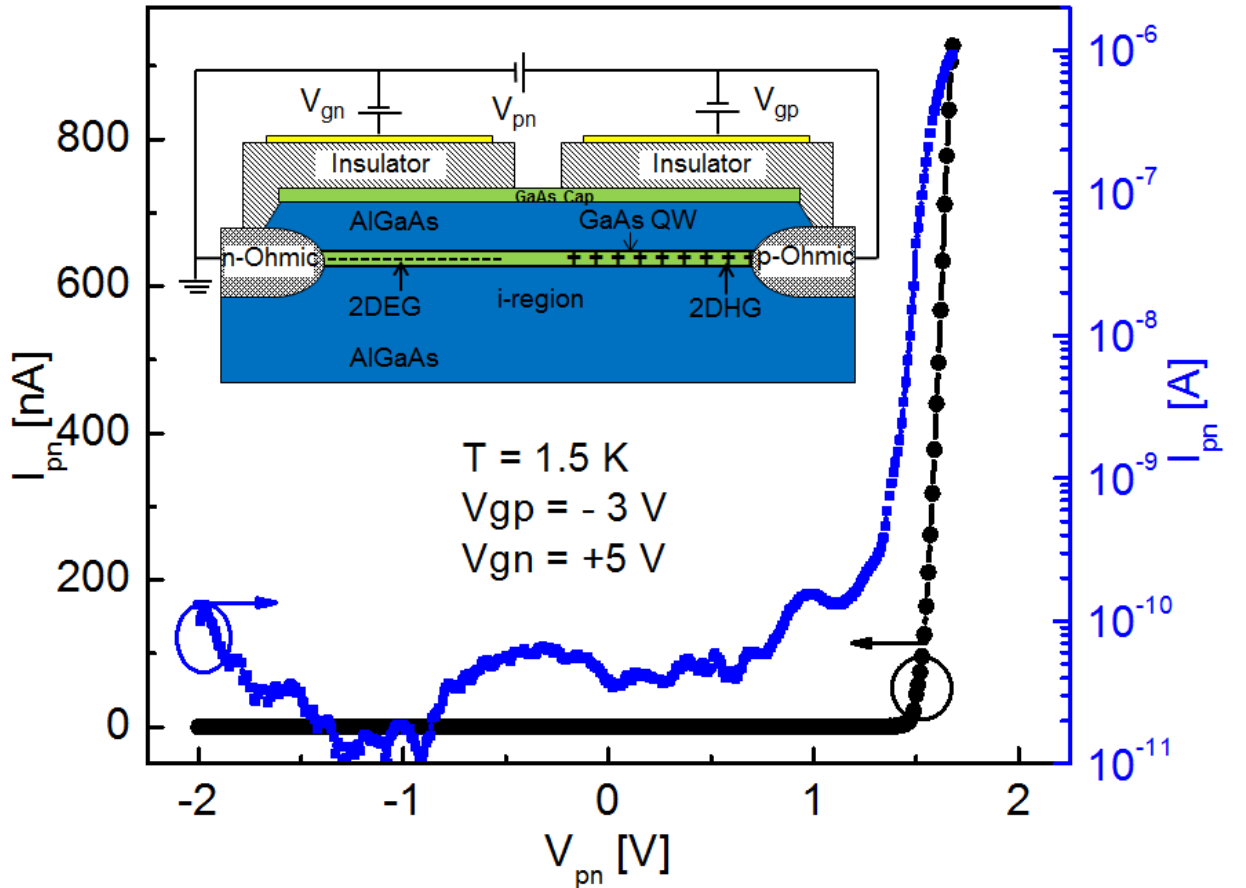 I_pn [nA]
800
600
400
200
0
-2
-1
0
1
2
V_pn [V]
10^-6
10^-7
10^-8
10^-9
10^-10
10^-11
I_pn [A]
V_gn
V_pn
V_gp
Insulator
Insulator
GaAs Cap
AlGaAs
GaAs QW
n-Ohmic
p-Ohmic
2DEG
i-region
2DHG
AlGaAs
T = 1.5 K
Vgp = - 3 V
Vgn = +5 V